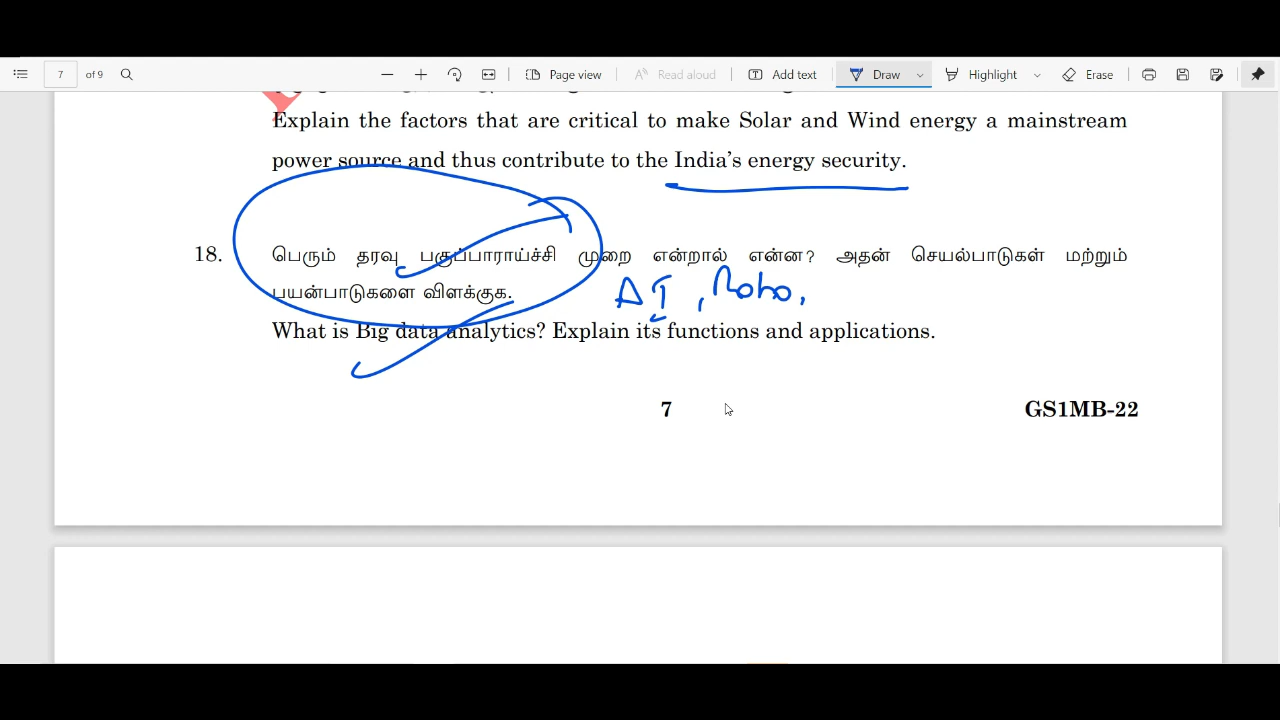 7 of 9 Page view Read aloud Add text Draw Highlight Erase
Explain the factors that are critical to make Solar and Wind energy a mainstream
power source and thus contribute to the India's energy security.
18. பெரும் தரவு பகுப்பாராய்ச்சி முறை என்றால் என்ன? அதன் செயல்பாடுகள் மற்றும்
பயன்பாடுகளை விளக்குக.
AI, Robo,
What is Big data analytics? Explain its functions and applications.
7 GS1MB-22